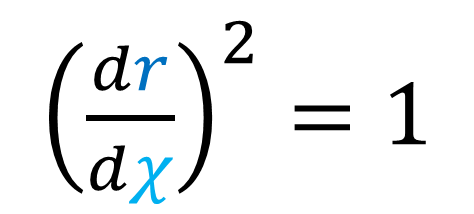 (dr/dχ)² = 1